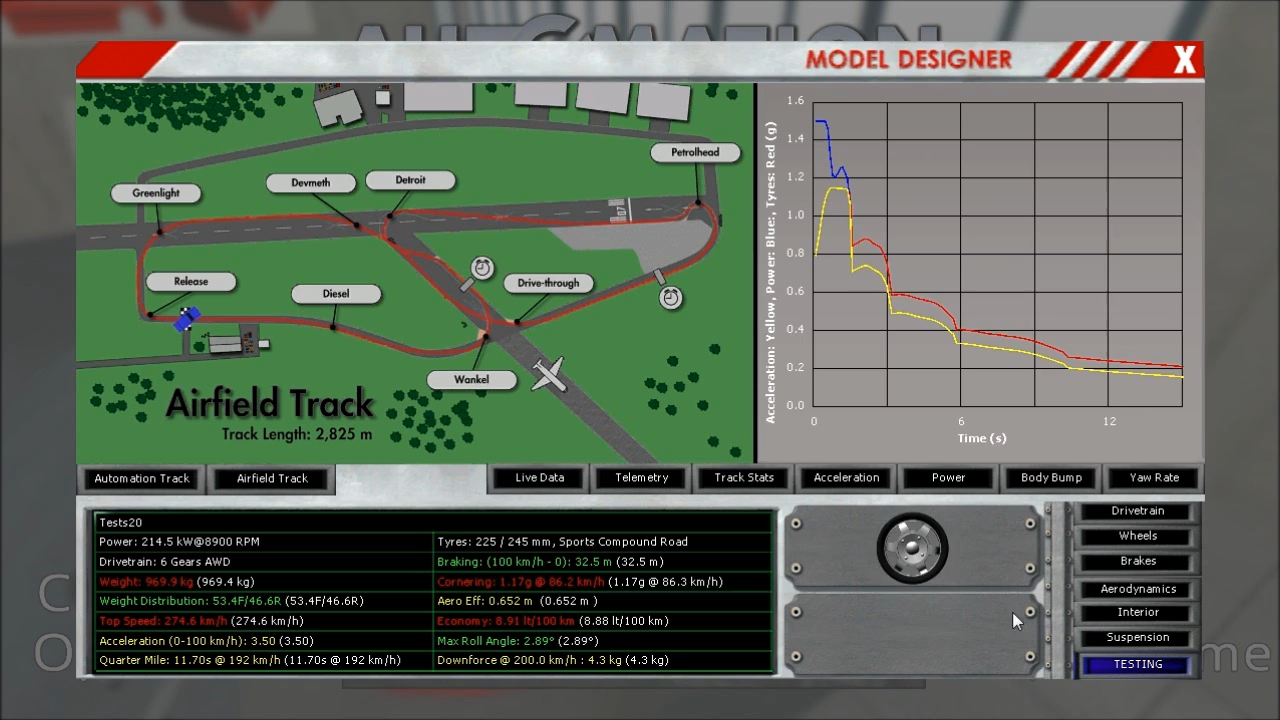 AUTOMATION
MODEL DESIGNER
X
Greenlight
Devmeth
Detroit
Petrolhead
Release
Diesel
Drive-through
Wankel
07
Airfield Track
Track Length: 2,825 m
Acceleration: Yellow, Power: Blue:, Tyres: Red (g)
1.6
1.4
1.2
1.0
0.8
0.6
0.4
0.2
0.0
0 6 12
Time (s)
Automation Track Airfield Track Live Data Telemetry Track Stats Acceleration Power Body Bump Yaw Rate
Tests20
Power: 214.5 kW@8900 RPM Tyres: 225 / 245 mm, Sports Compound Road
Drivetrain: 6 Gears AWD Braking: (100 km/h - 0): 32.5 m (32.5 m)
Weight: 969.9 kg (969.4 kg) Cornering: 1.17g @ 86.2 km/h (1.17g @ 86.3 km/h)
Weight Distribution: 53.4F/46.6R (53.4F/46.6R) Aero Eff: 0.652 m (0.652 m )
Top Speed: 274.6 km/h (274.6 km/h) Economy: 8.91 lt/100 km (8.88 lt/100 km)
Acceleration (0-100 km/h): 3.50 (3.50) Max Roll Angle: 2.89° (2.89°)
Quarter Mile: 11.70s @ 192 km/h (11.70s @ 192 km/h) Downforce @ 200.0 km/h : 4.3 kg (4.3 kg)
Drivetrain
Wheels
Brakes
Aerodynamics
Interior
Suspension
TESTING